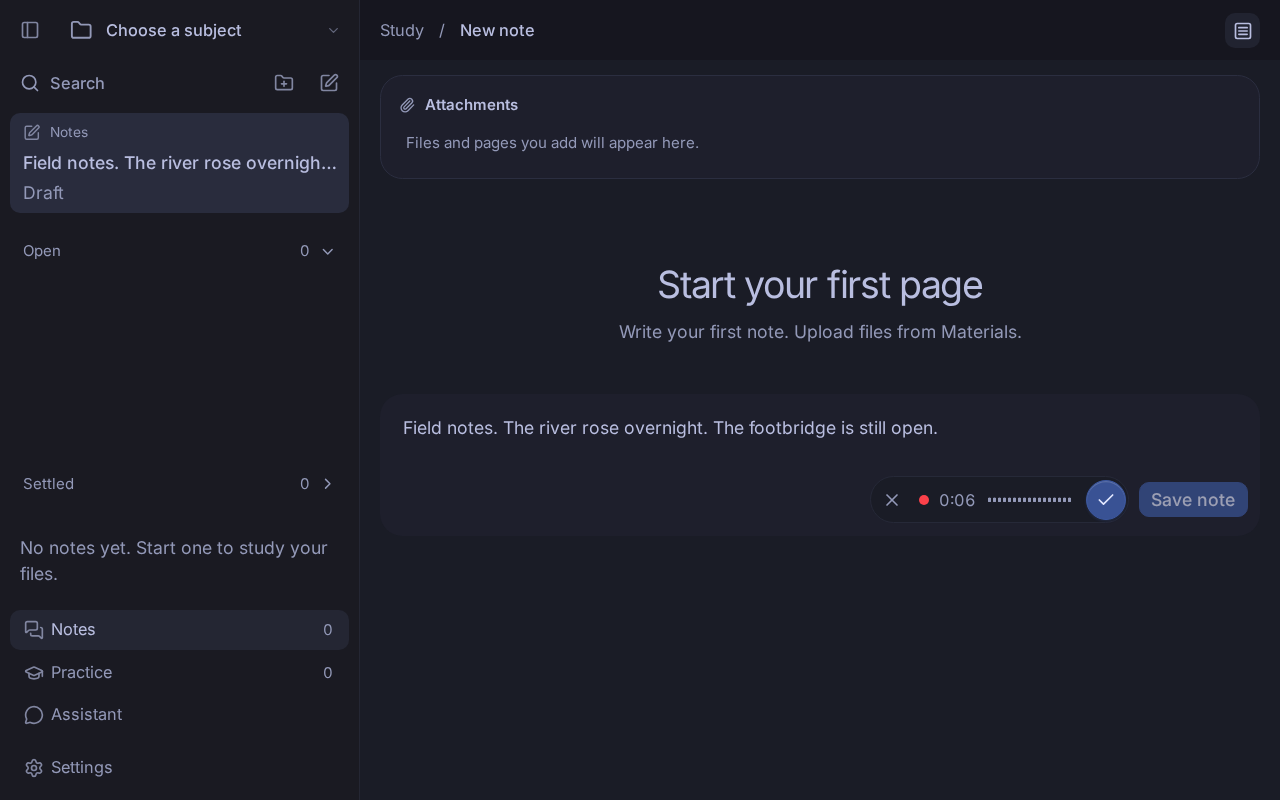 Choose a subject
Search
Notes
Field notes. The river rose overnigh...
Draft
Open 0
Settled 0
No notes yet. Start one to study your
files.
Notes 0
Practice 0
Assistant
Settings
Study / New note
Attachments
Files and pages you add will appear here.
Start your first page
Write your first note. Upload files from Materials.
Field notes. The river rose overnight. The footbridge is still open.
0:06
Save note